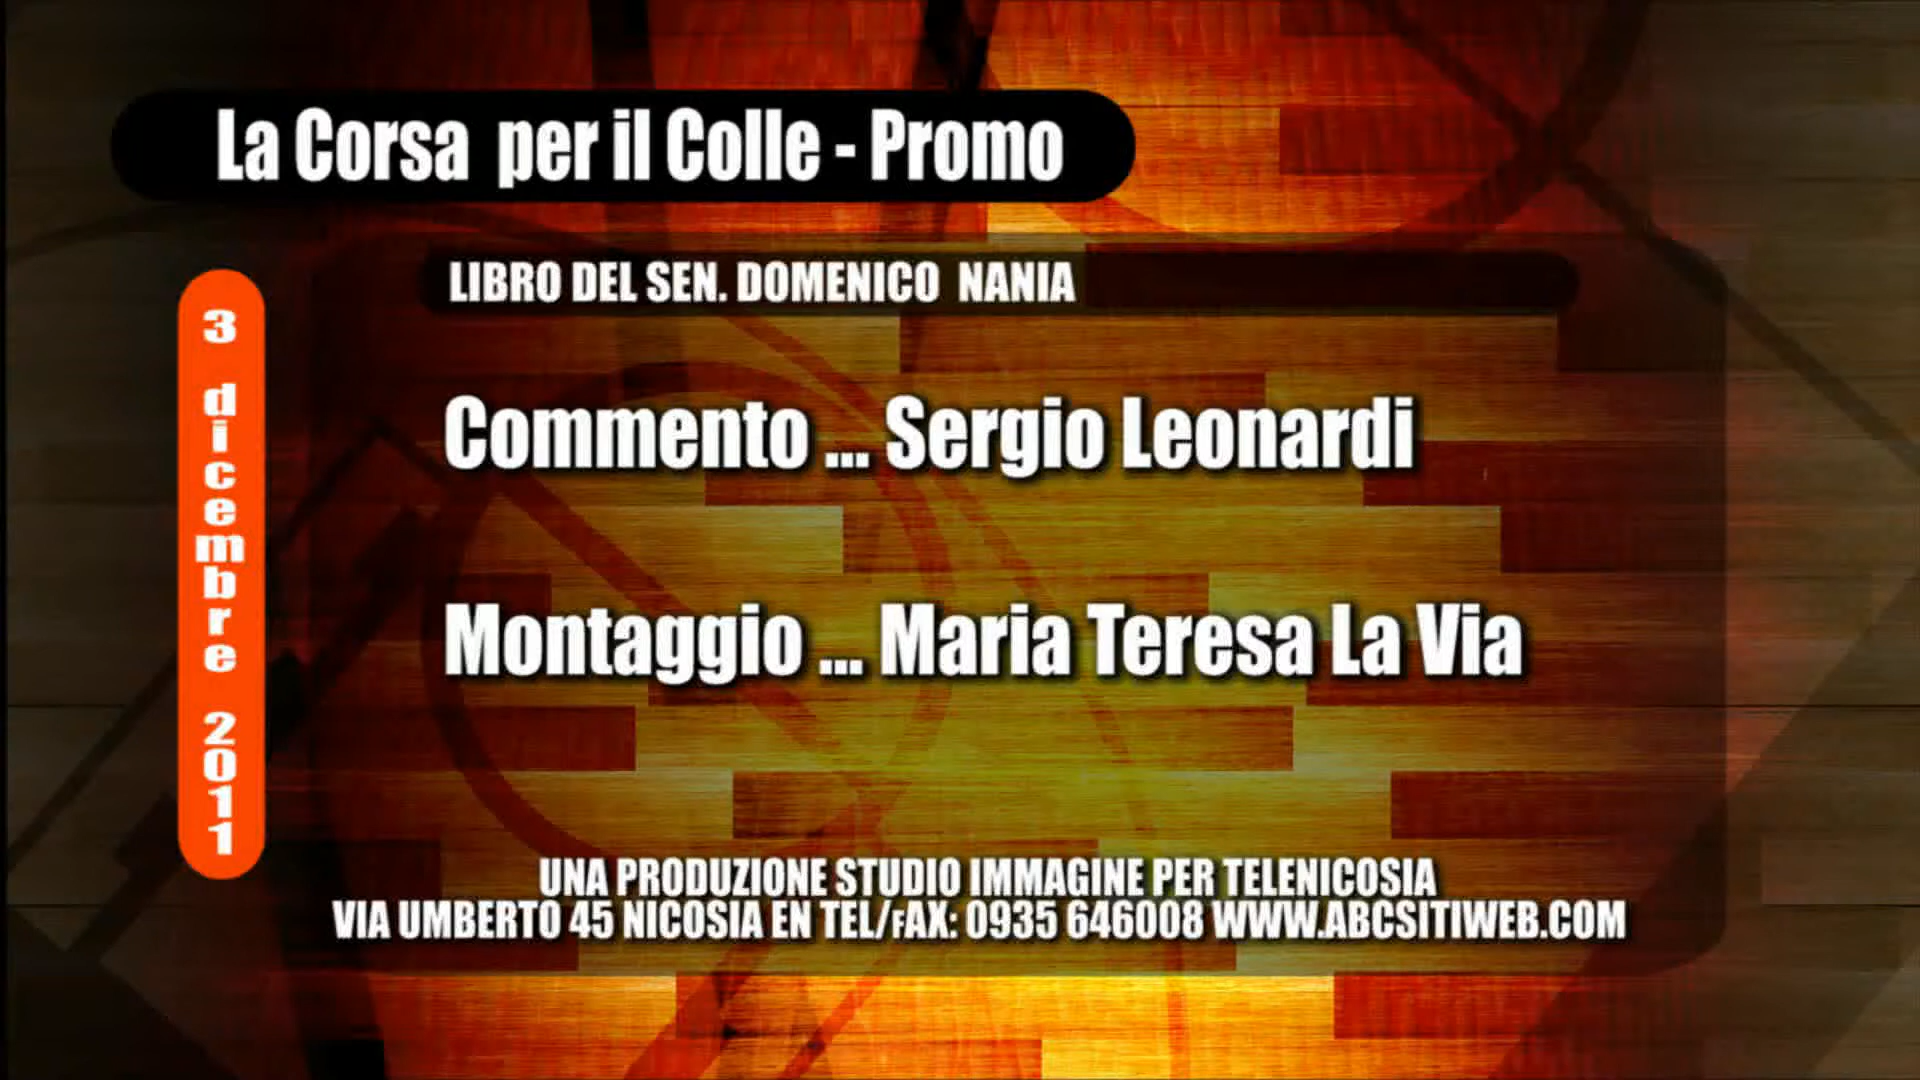 La Corsa per il Colle - Promo
LIBRO DEL SEN. DOMENICO NANIA
3 dicembre 2011
Commento ... Sergio Leonardi
Montaggio ... Maria Teresa La Via
UNA PRODUZIONE STUDIO IMMAGINE PER TELENICOSIA
VIA UMBERTO 45 NICOSIA EN TEL/FAX: 0935 646008 WWW.ABCSITIWEB.COM